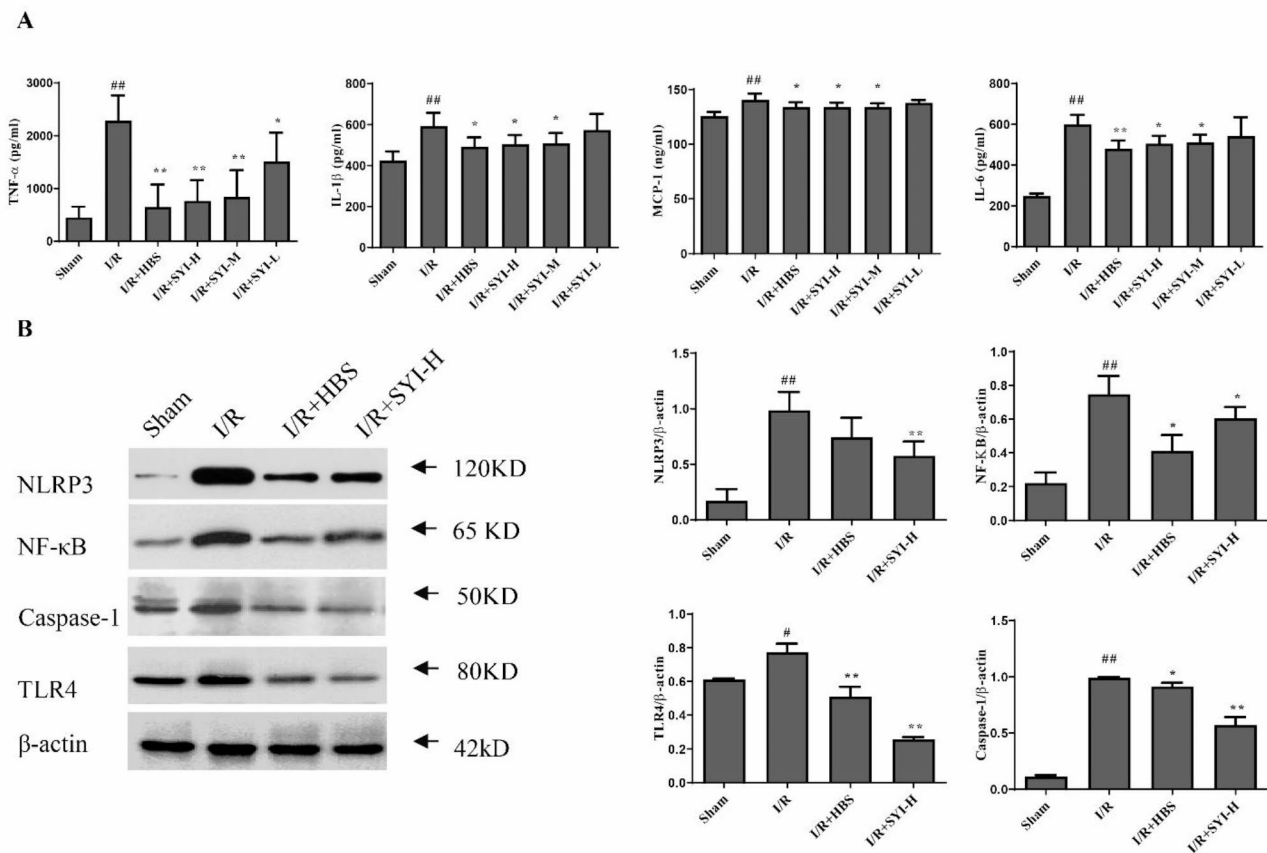 A
TNF-α (pg/ml)
3000
2000
1000
0
##
**
**
**
*
Sham
I/R
I/R+HBS
I/R+SYI-H
I/R+SYI-M
I/R+SYI-L
IL-1β (pg/ml)
800
600
400
200
0
##
*
*
*
Sham
I/R
I/R+HBS
I/R+SYI-H
I/R+SYI-M
I/R+SYI-L
MCP-1 (ng/ml)
150
100
50
0
##
*
*
*
Sham
I/R
I/R+HBS
I/R+SYI-H
I/R+SYI-M
I/R+SYI-L
IL-6 (pg/ml)
800
600
400
200
0
##
**
*
*
Sham
I/R
I/R+HBS
I/R+SYI-H
I/R+SYI-M
I/R+SYI-L
B
Sham
I/R
I/R+HBS
I/R+SYI-H
NLRP3
120KD
NF-κB
65 KD
Caspase-1
50KD
TLR4
80KD
β-actin
42kD
NLRP3/β-actin
1.5
1.0
0.5
0.0
##
**
Sham
I/R
I/R+HBS
I/R+SYI-H
NF-KB/β-actin
1.0
0.8
0.6
0.4
0.2
0.0
##
*
*
Sham
I/R
I/R+HBS
I/R+SYI-H
TLR4/β-actin
1.0
0.8
0.6
0.4
0.2
0.0
#
**
**
Sham
I/R
I/R+HBS
I/R+SYI-H
Caspase-1/β-actin
1.5
1.0
0.5
0.0
##
*
**
Sham
I/R
I/R+HBS
I/R+SYI-H